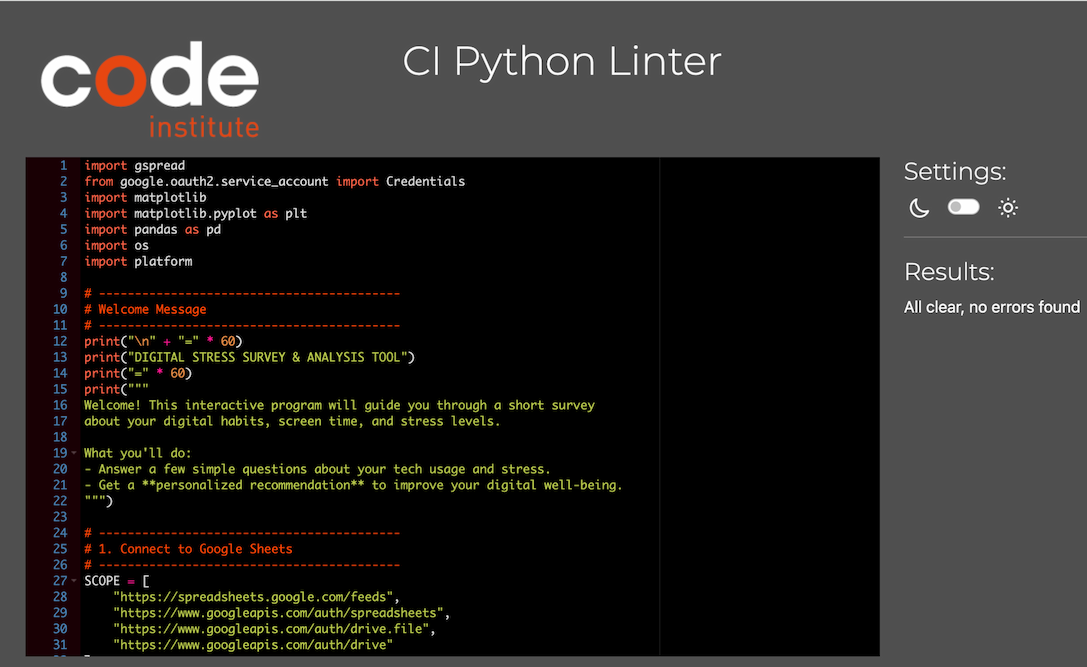 code
institute
CI Python Linter
1 import gspread
2 from google.oauth2.service_account import Credentials
3 import matplotlib
4 import matplotlib.pyplot as plt
5 import pandas as pd
6 import os
7 import platform
8
9 # ------------------------------------------
10 # Welcome Message
11 # ------------------------------------------
12 print("\n" + "=" * 60)
13 print("DIGITAL STRESS SURVEY & ANALYSIS TOOL")
14 print("=" * 60)
15 print("""
16 Welcome! This interactive program will guide you through a short survey
17 about your digital habits, screen time, and stress levels.
18
19 What you'll do:
20 - Answer a few simple questions about your tech usage and stress.
21 - Get a **personalized recommendation** to improve your digital well-being.
22 """)
23
24 # ------------------------------------------
25 # 1. Connect to Google Sheets
26 # ------------------------------------------
27 SCOPE = [
28     "https://spreadsheets.google.com/feeds",
29     "https://www.googleapis.com/auth/spreadsheets",
30     "https://www.googleapis.com/auth/drive.file",
31     "https://www.googleapis.com/auth/drive"
Settings:
Results:
All clear, no errors found